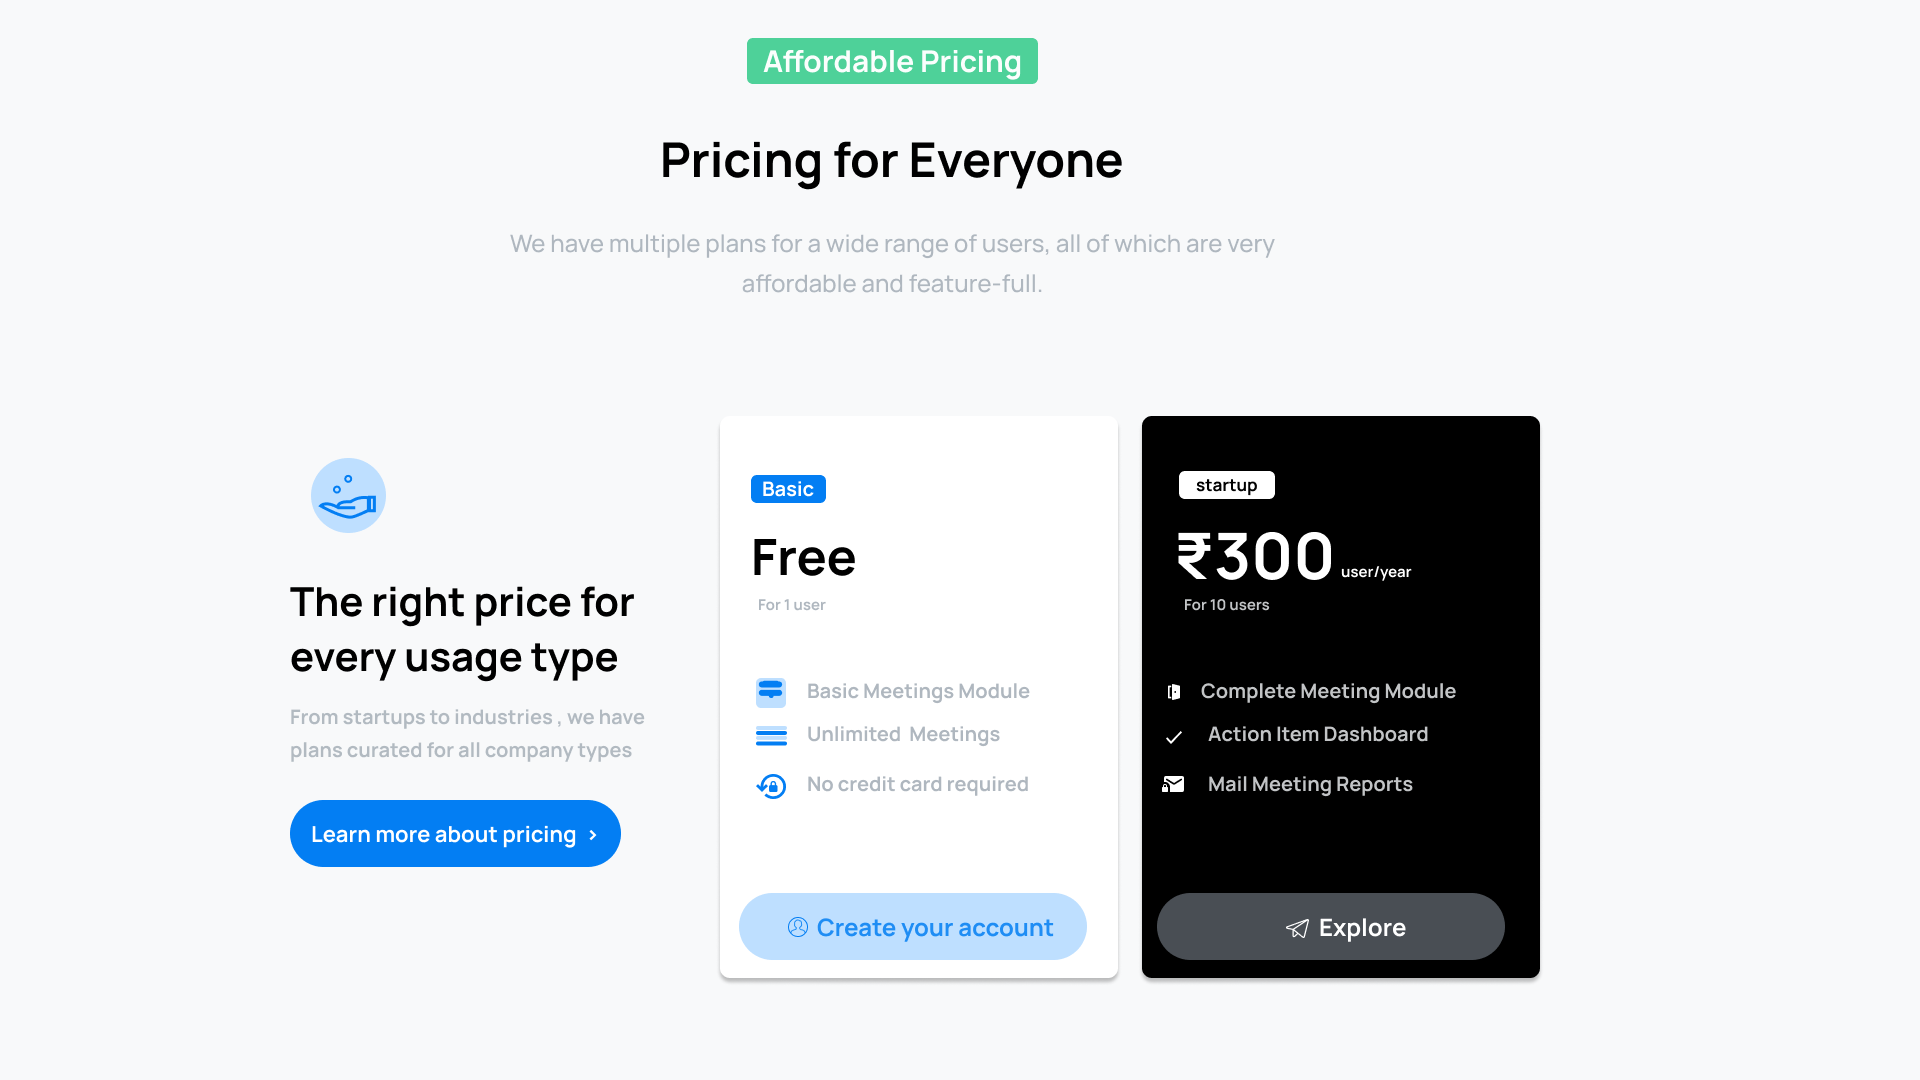 Affordable Pricing
Pricing for Everyone
We have multiple plans for a wide range of users, all of which are very
affordable and feature-full.
The right price for
every usage type
From startups to industries , we have
plans curated for all company types
Learn more about pricing >
Basic
Free
For 1 user
Basic Meetings Module
Unlimited  Meetings
No credit card required
Create your account
startup
₹300 user/year
For 10 users
Complete Meeting Module
Action Item Dashboard
Mail Meeting Reports
Explore